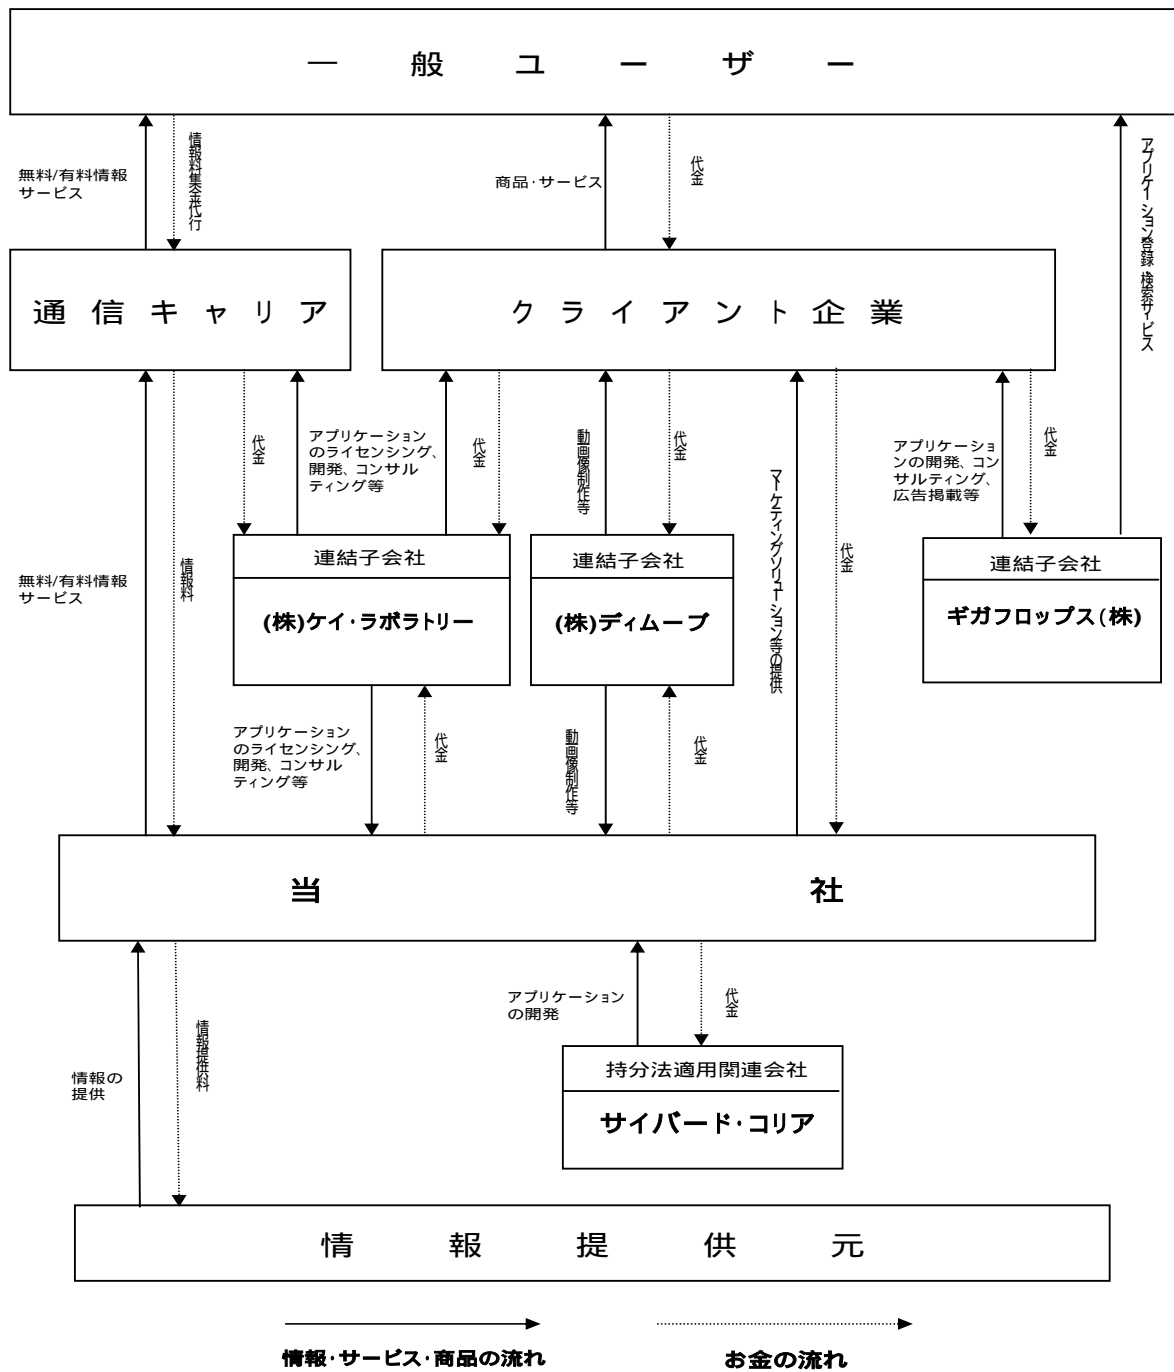 一般ユーザー
無料/有料情報
サービス
情報料集金代行
商品・サービス
代金
アプリケーション登録・検索サービス
通信キャリア
クライアント企業
代金
アプリケーション
のライセンシング、
開発、コンサル
ティング等
代金
動画像制作等
代金
マーケティングソリューション等の提供
代金
アプリケーショ
ンの開発、コン
サルティング、
広告掲載等
代金
無料/有料情報
サービス
情報料
連結子会社
(株)ケイ・ラボラトリー
連結子会社
(株)ディムーブ
連結子会社
ギガフロップス(株)
アプリケーション
のライセンシング、
開発、コンサル
ティング等
代金
動画像制作等
代金
当社
情報の
提供
情報提供料
アプリケーション
の開発
代金
持分法適用関連会社
サイバード・コリア
情報提供元
情報・サービス・商品の流れ
お金の流れ